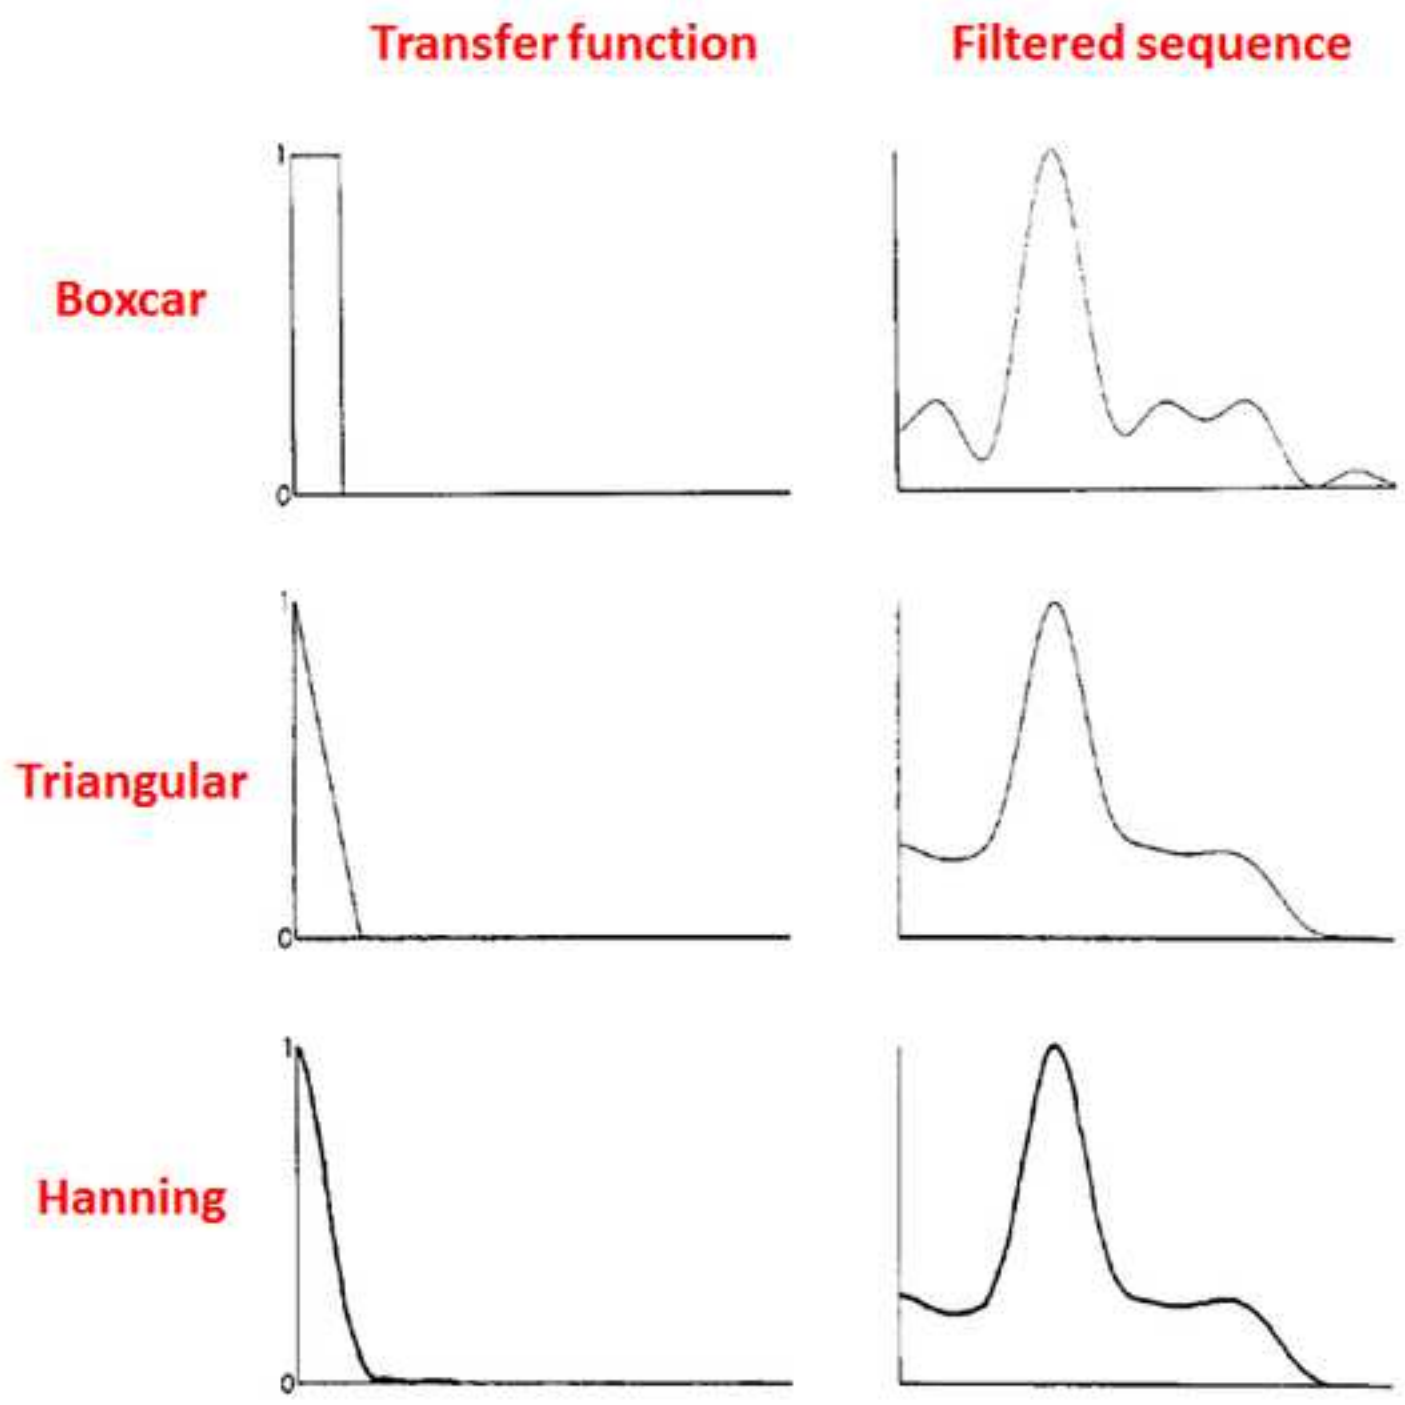 Transfer function
Filtered sequence
1
Boxcar
0
1
Triangular
0
1
Hanning
0